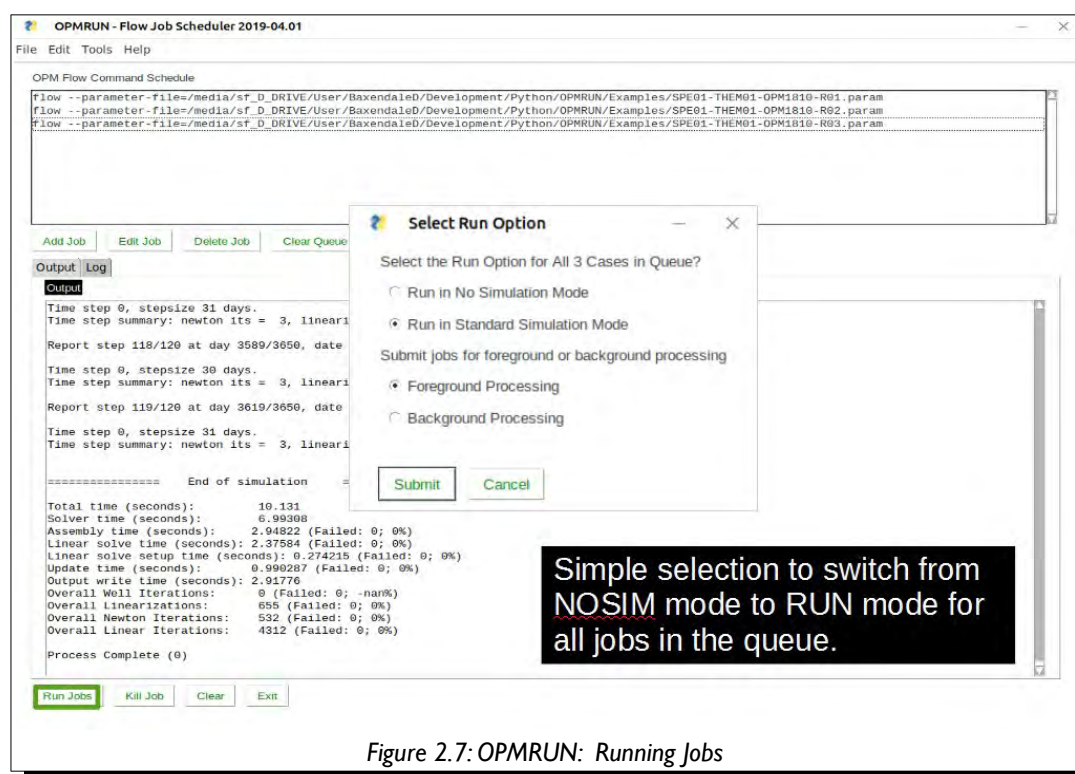 OPMRUN - Flow Job Scheduler 2019-04.01
File Edit Tools Help
OPM Flow Command Schedule
flow --parameter-file=/media/sf_D_DRIVE/User/BaxendaleD/Development/Python/OPMRUN/Examples/SPE01-THEM01-OPM1810-R01.param
flow --parameter-file=/media/sf_D_DRIVE/User/BaxendaleD/Development/Python/OPMRUN/Examples/SPE01-THEM01-OPM1810-R02.param
flow --parameter-file=/media/sf_D_DRIVE/User/BaxendaleD/Development/Python/OPMRUN/Examples/SPE01-THEM01-OPM1810-R03.param
Add Job Edit Job Delete Job Clear Queue
Output Log
Output
Time step 0, stepsize 31 days.
Time step summary: newton its = 3, lineari
Report step 118/120 at day 3589/3650, date
Time step 0, stepsize 30 days.
Time step summary: newton its = 3, lineari
Report step 119/120 at day 3619/3650, date
Time step 0, stepsize 31 days.
Time step summary: newton its = 3, lineari
================ End of simulation =
Total time (seconds): 10.131
Solver time (seconds): 6.99308
Assembly time (seconds): 2.94822 (Failed: 0; 0%)
Linear solve time (seconds): 2.37584 (Failed: 0; 0%)
Linear solve setup time (seconds): 0.274215 (Failed: 0; 0%)
Update time (seconds): 0.990287 (Failed: 0; 0%)
Output write time (seconds): 2.91776
Overall Well Iterations: 0 (Failed: 0; -nan%)
Overall Linearizations: 655 (Failed: 0; 0%)
Overall Newton Iterations: 532 (Failed: 0; 0%)
Overall Linear Iterations: 4312 (Failed: 0; 0%)
Process Complete (0)
Select Run Option
Select the Run Option for All 3 Cases in Queue?
Run in No Simulation Mode
Run in Standard Simulation Mode
Submit jobs for foreground or background processing
Foreground Processing
Background Processing
Submit Cancel
Simple selection to switch from
NOSIM mode to RUN mode for
all jobs in the queue.
Run Jobs Kill Job Clear Exit
Figure 2.7: OPMRUN: Running Jobs